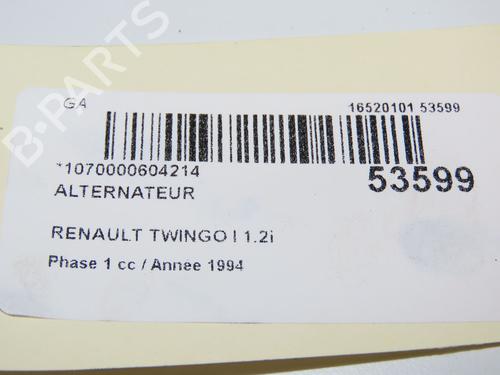 GA
16520101 53599
*1070000604214
53599
ALTERNATEUR
RENAULT TWINGO I 1.2i
Phase 1 cc / Annee 1994
B-PARTS